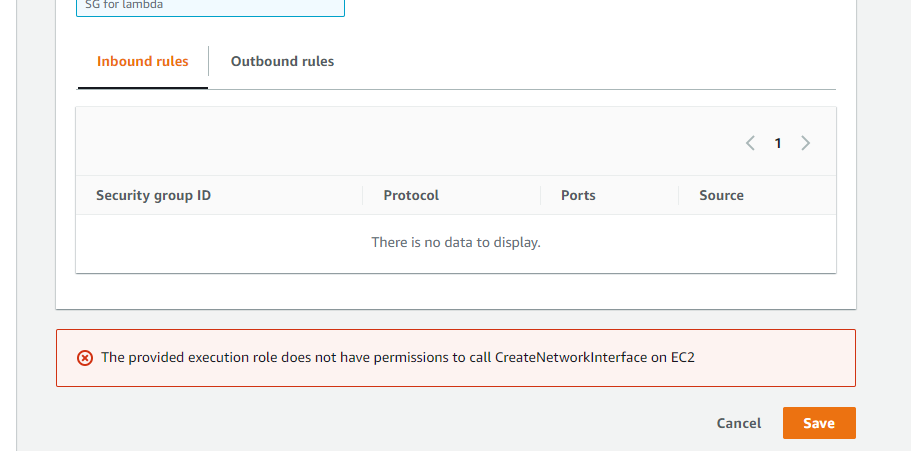 SG for lambda
Inbound rules
Outbound rules
1
Security group ID
Protocol
Ports
Source
There is no data to display.
The provided execution role does not have permissions to call CreateNetworkInterface on EC2
Cancel
Save